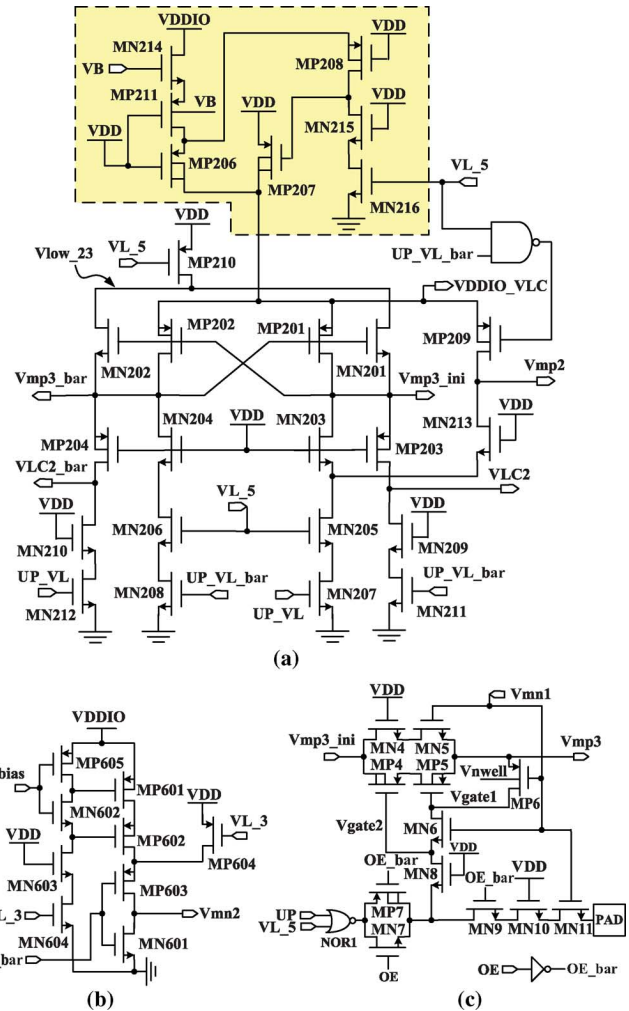 VDDIO
MN214
VB
MP211
VB
VDD
MP206
VDD
MP207
MP208
VDD
MN215
VDD
MN216
VL_5
UP_VL_bar
VDD
VL_5
MP210
Vlow_23
VDDIO_VLC
MP202
MP201
MP209
MN202
MN201
Vmp3_bar
Vmp3_ini
Vmp2
MN204
VDD
MN203
MN213
VDD
MP204
MP203
VLC2_bar
VLC2
VDD
VL_5
VDD
MN210
MN206
MN205
MN209
UP_VL
UP_VL_bar
UP_VL_bar
MN212
MN208
UP_VL
MN207
MN211
(a)
VDDIO
MP605
bias
MP601
MN602
VDD
VL_3
VDD
MP602
MP604
MN603
MP603
L_3
Vmn2
MN604
MN601
_bar
(b)
VDD
Vmn1
Vmp3_ini
MN4
MN5
Vmp3
MP4
MP5
Vnwell
Vgate1
MP6
Vgate2
MN6
VDD
OE_bar
MN8
OE_bar
VDD
UP
VL_5
NOR1
MP7
MN7
MN9
MN10
MN11
PAD
OE
OE
OE_bar
(c)